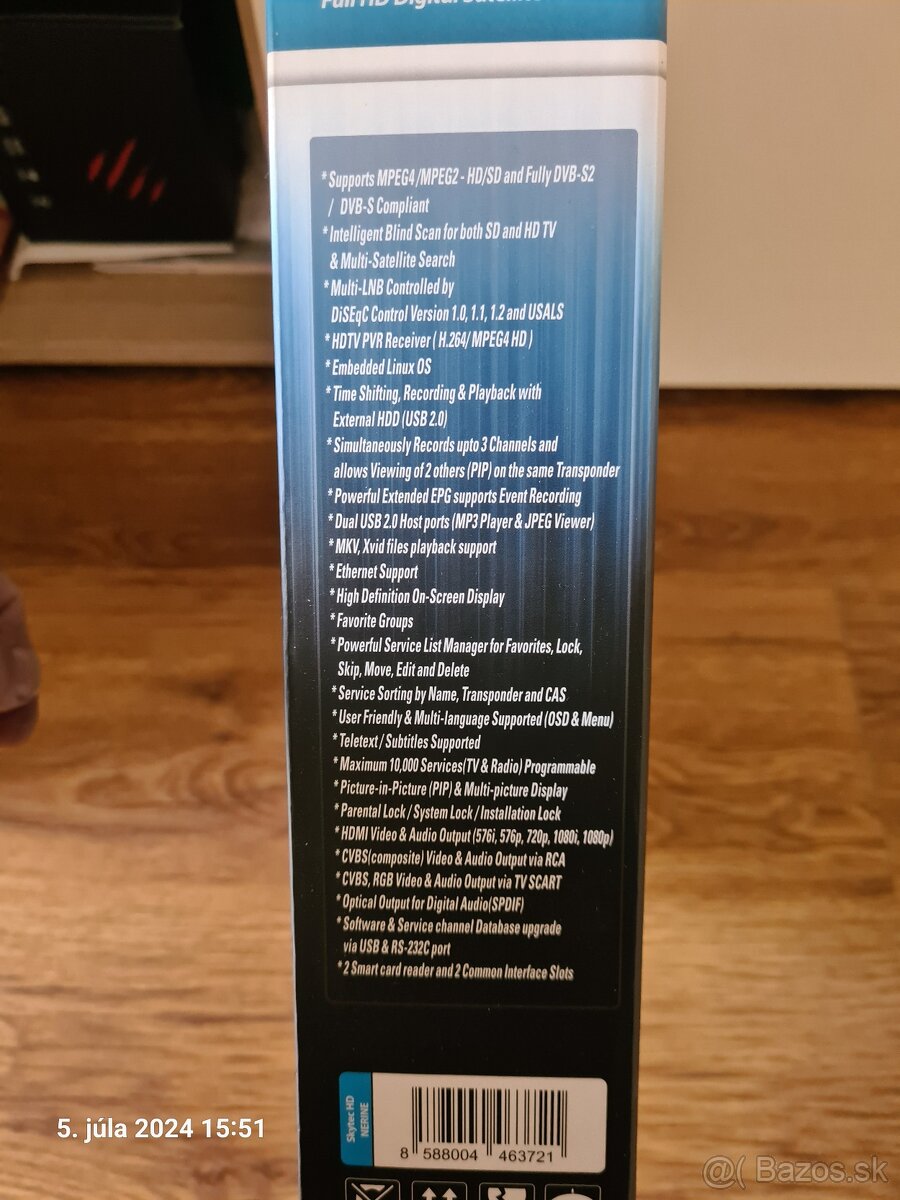 Full HD Digital Satellite
* Supports MPEG4 /MPEG2 - HD/SD and Fully DVB-S2
/ DVB-S Compliant
* Intelligent Blind Scan for both SD and HD TV
& Multi-Satellite Search
* Multi-LNB Controlled by
DiSEqC Control Version 1.0, 1.1, 1.2 and USALS
* HDTV PVR Receiver ( H.264/ MPEG4 HD )
* Embedded Linux OS
* Time Shifting, Recording & Playback with
External HDD (USB 2.0)
* Simultaneously Records upto 3 Channels and
allows Viewing of 2 others (PIP) on the same Transponder
* Powerful Extended EPG supports Event Recording
* Dual USB 2.0 Host ports (MP3 Player & JPEG Viewer)
* MKV, Xvid files playback support
* Ethernet Support
* High Definition On-Screen Display
* Favorite Groups
* Powerful Service List Manager for Favorites, Lock,
Skip, Move, Edit and Delete
* Service Sorting by Name, Transponder and CAS
* User Friendly & Multi-language Supported (OSD & Menu)
* Teletext / Subtitles Supported
* Maximum 10,000 Services(TV & Radio) Programmable
* Picture-in-Picture (PIP) & Multi-picture Display
* Parental Lock / System Lock / Installation Lock
* HDMI Video & Audio Output (576i, 576p, 720p, 1080i, 1080p)
* CVBS(composite) Video & Audio Output via RCA
* CVBS, RGB Video & Audio Output via TV SCART
* Optical Output for Digital Audio(SPDIF)
* Software & Service channel Database upgrade
via USB & RS-232C port
* 2 Smart card reader and 2 Common Interface Slots
Skytec HD
NERINE
8 588004 463721
5. júla 2024 15:51
@( Bazos.sk